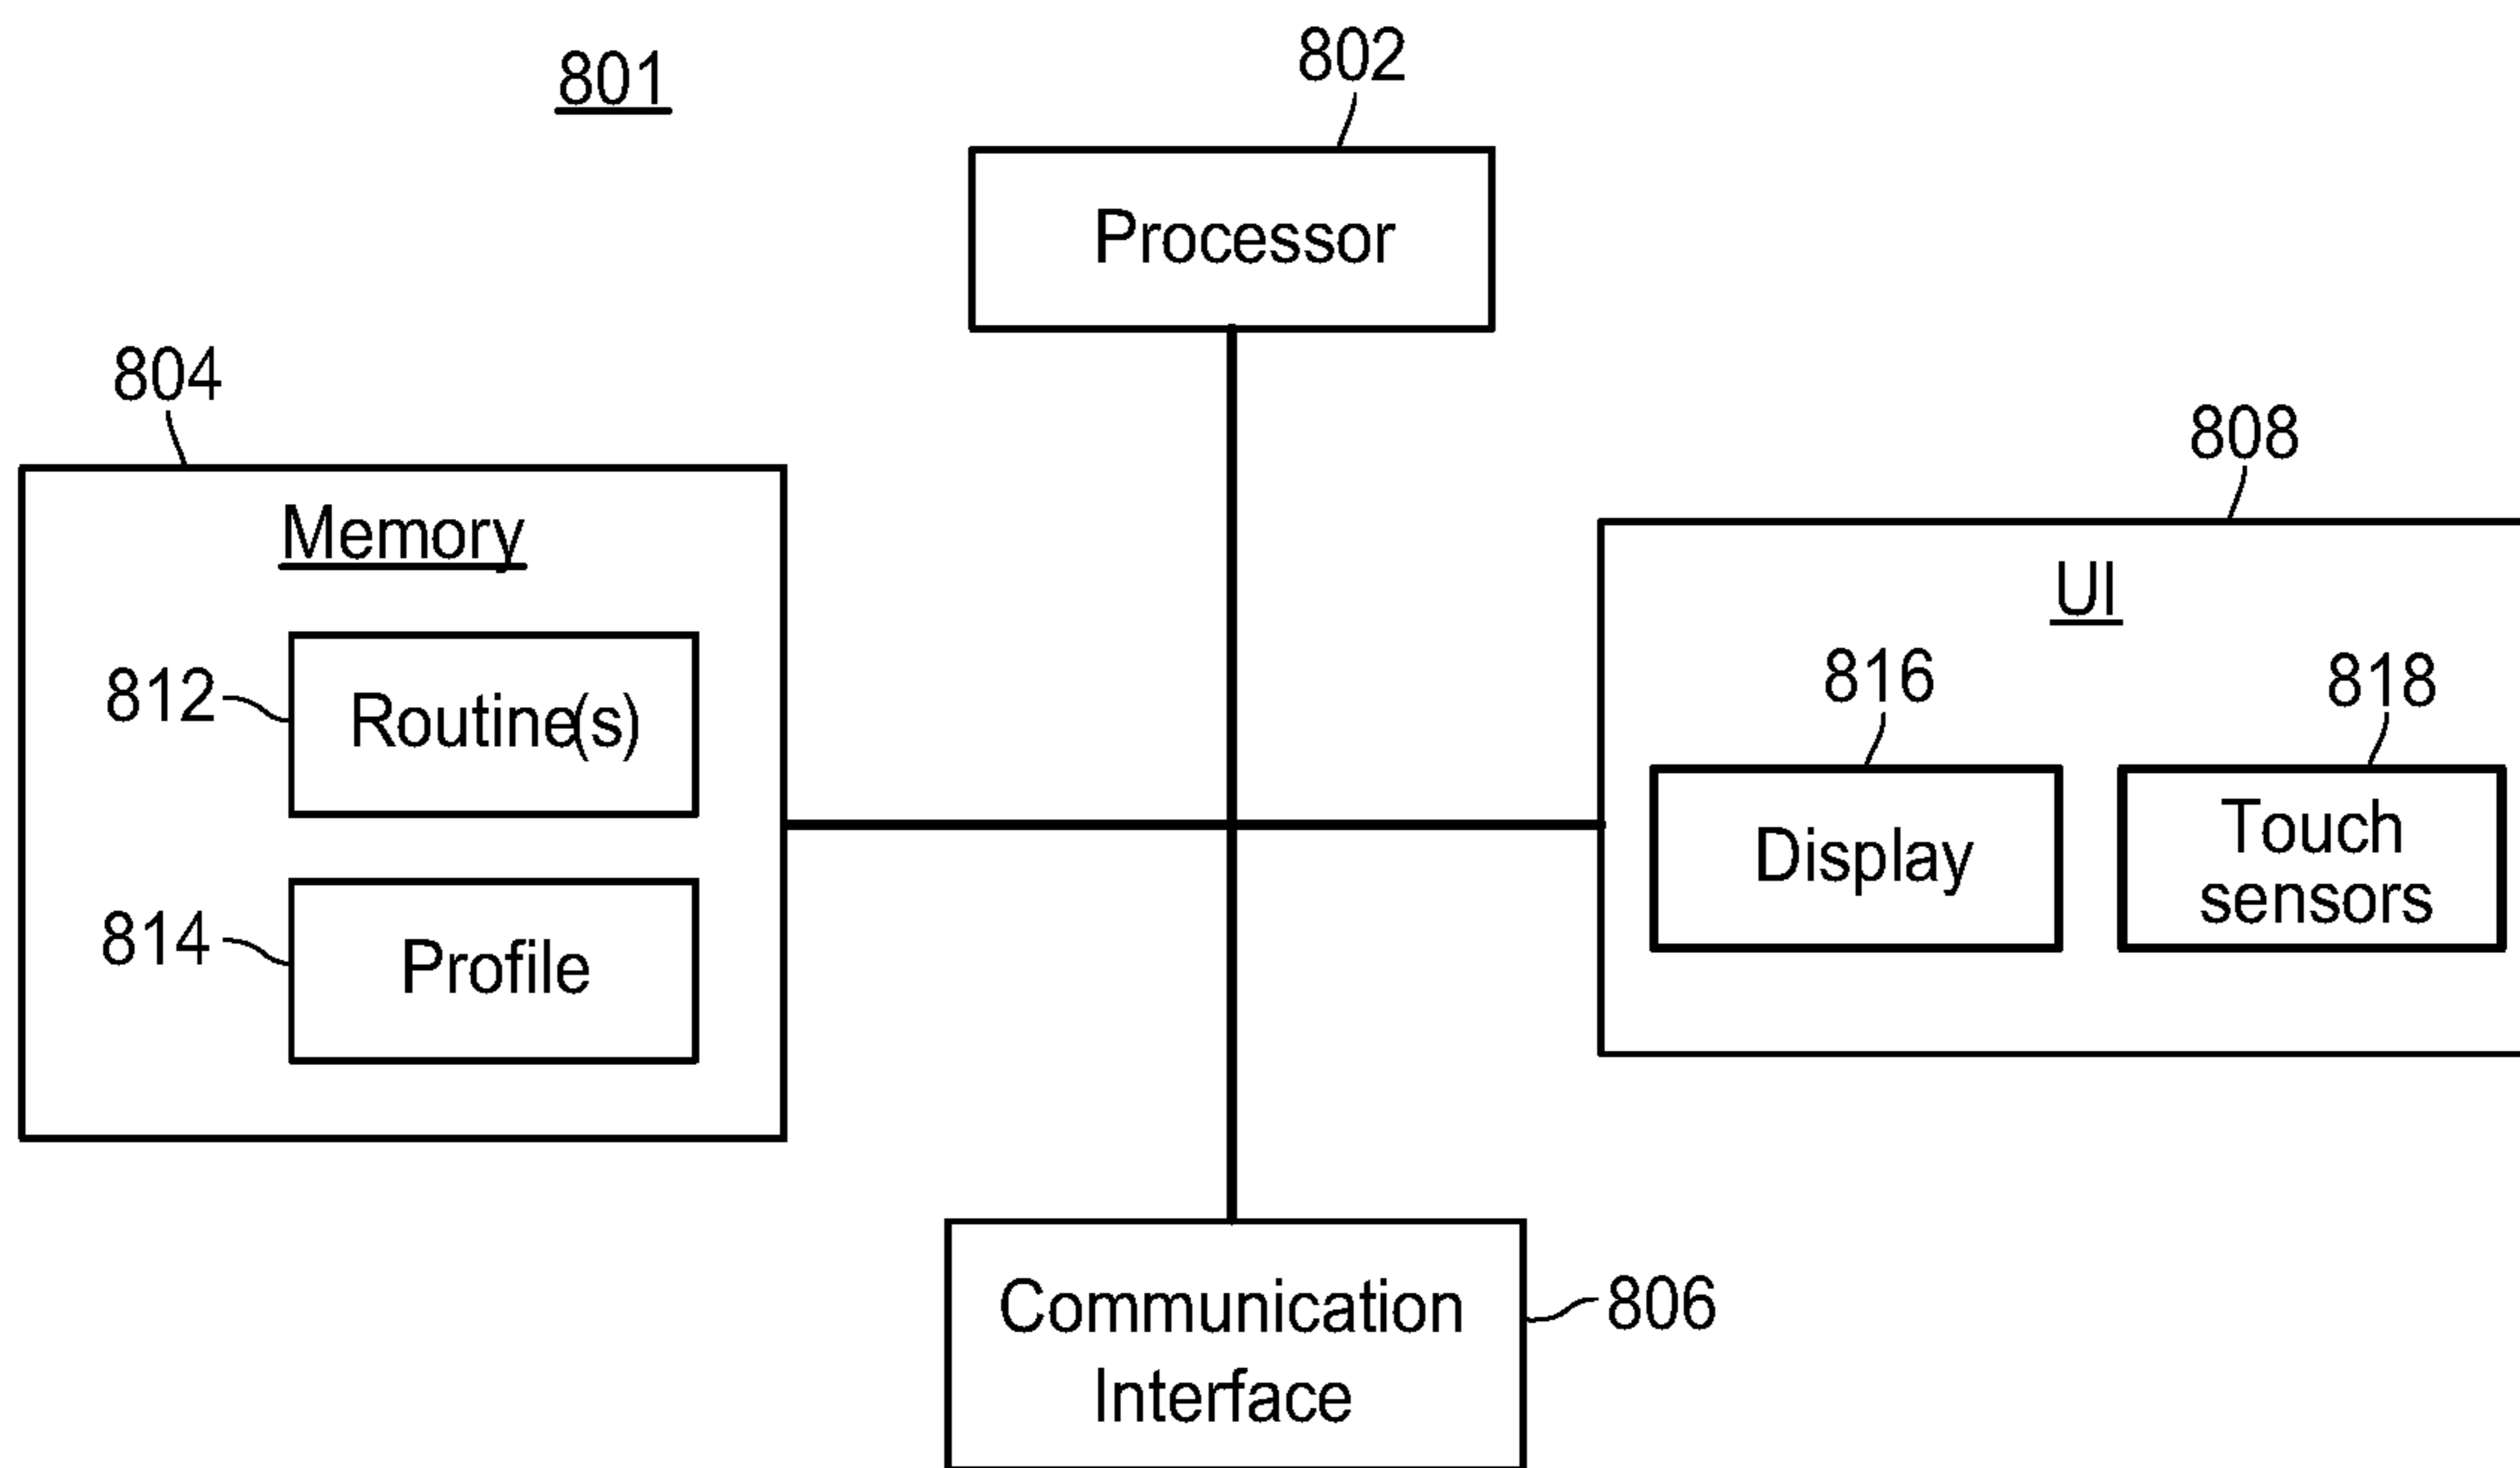 801
802
Processor
804
Memory
812
Routine(s)
814
Profile
808
UI
816
Display
818
Touch
sensors
Communication
Interface
806